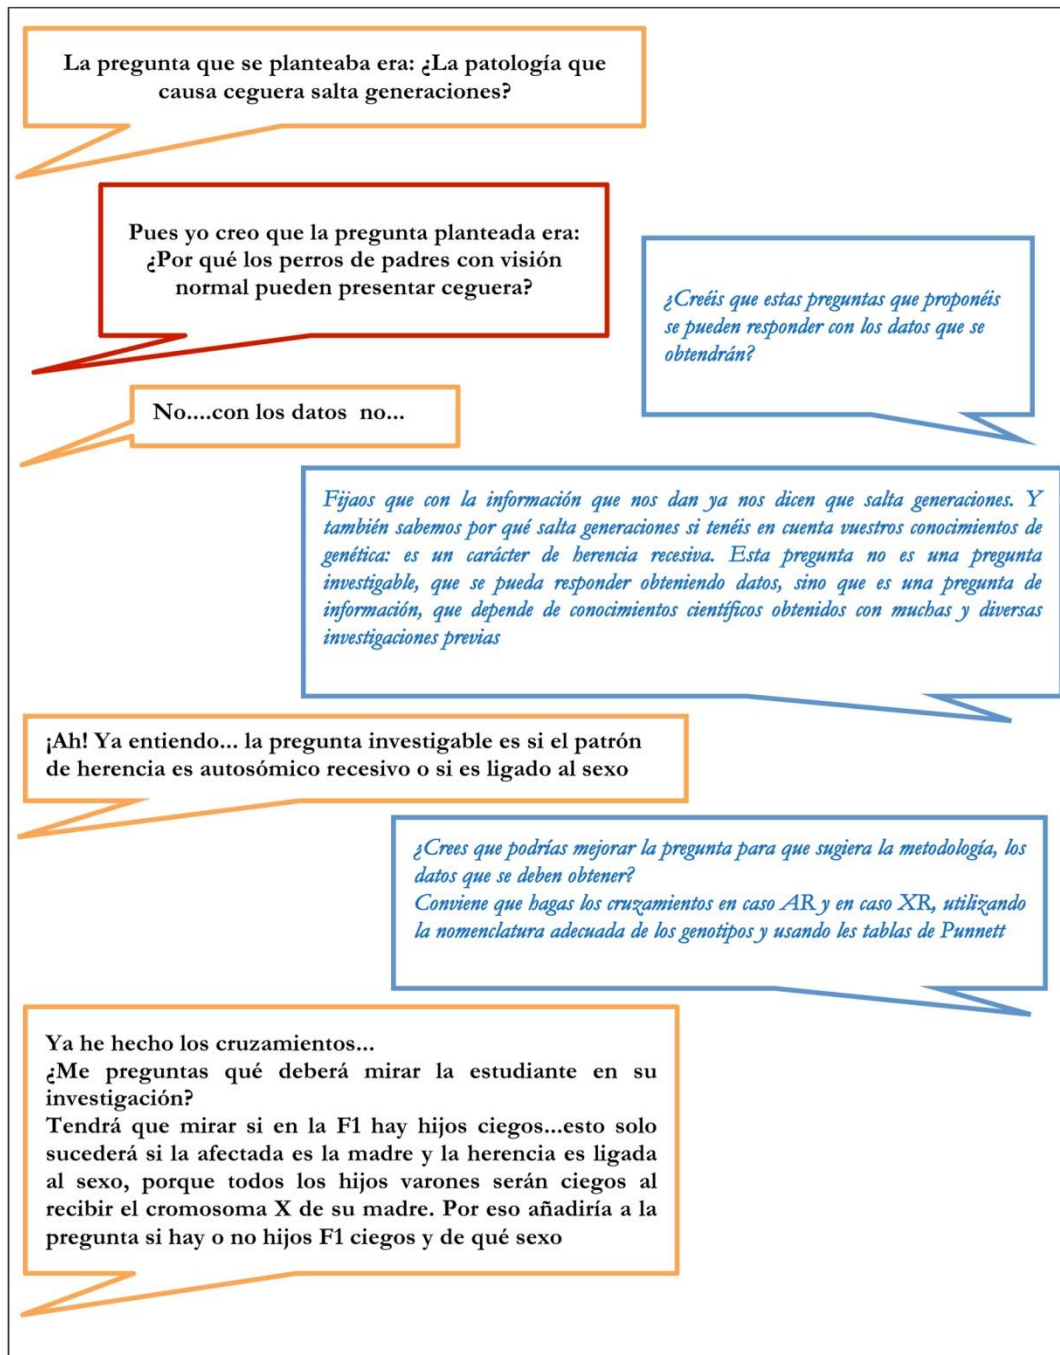 La pregunta que se planteaba era: ¿La patología que
causa ceguera salta generaciones?
Pues yo creo que la pregunta planteada era:
¿Por qué los perros de padres con visión
normal pueden presentar ceguera?
¿Creéis que estas preguntas que proponéis
se pueden responder con los datos que se
obtendrán?
No....con los datos no...
Fijaos que con la información que nos dan ya nos dicen que salta generaciones. Y
también sabemos por qué salta generaciones si tenéis en cuenta vuestros conocimientos de
genética: es un carácter de herencia recesiva. Esta pregunta no es una pregunta
investigable, que se pueda responder obteniendo datos, sino que es una pregunta de
información, que depende de conocimientos científicos obtenidos con muchas y diversas
investigaciones previas
¡Ah! Ya entiendo... la pregunta investigable es si el patrón
de herencia es autosómico recesivo o si es ligado al sexo
¿Crees que podrías mejorar la pregunta para que sugiera la metodología, los
datos que se deben obtener?
Conviene que hagas los cruzamientos en caso AR y en caso XR, utilizando
la nomenclatura adecuada de los genotipos y usando les tablas de Punnett
Ya he hecho los cruzamientos...
¿Me preguntas qué deberá mirar la estudiante en su
investigación?
Tendrá que mirar si en la F1 hay hijos ciegos...esto solo
sucederá si la afectada es la madre y la herencia es ligada
al sexo, porque todos los hijos varones serán ciegos al
recibir el cromosoma X de su madre. Por eso añadiría a la
pregunta si hay o no hijos F1 ciegos y de qué sexo